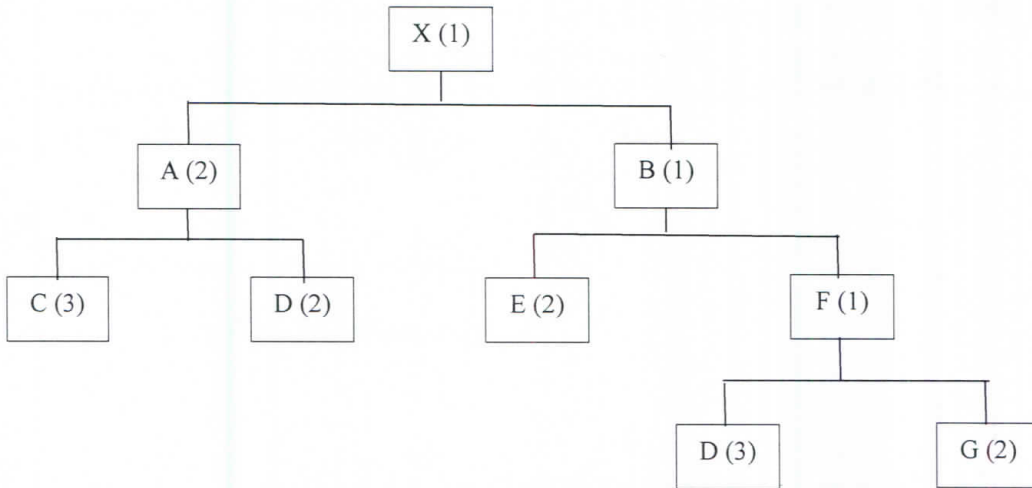 X (1)
A (2)
B (1)
C (3)
D (2)
E (2)
F (1)
D (3)
G (2)